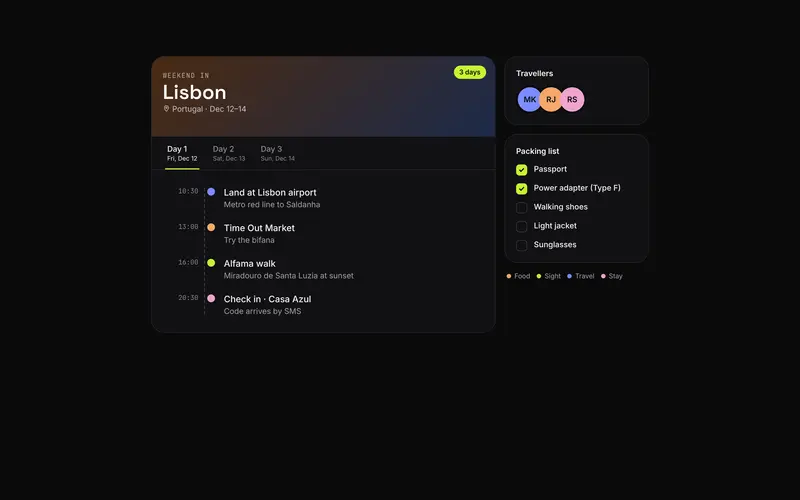 WEEKEND IN
3 days
Lisbon
Portugal · Dec 12–14
Day 1
Fri, Dec 12
Day 2
Sat, Dec 13
Day 3
Sun, Dec 14
10:30 Land at Lisbon airport
Metro red line to Saldanha
13:00 Time Out Market
Try the bifana
16:00 Alfama walk
Miradouro de Santa Luzia at sunset
20:30 Check in · Casa Azul
Code arrives by SMS
Travellers
MK RJ RS
Packing list
Passport
Power adapter (Type F)
Walking shoes
Light jacket
Sunglasses
Food Sight Travel Stay